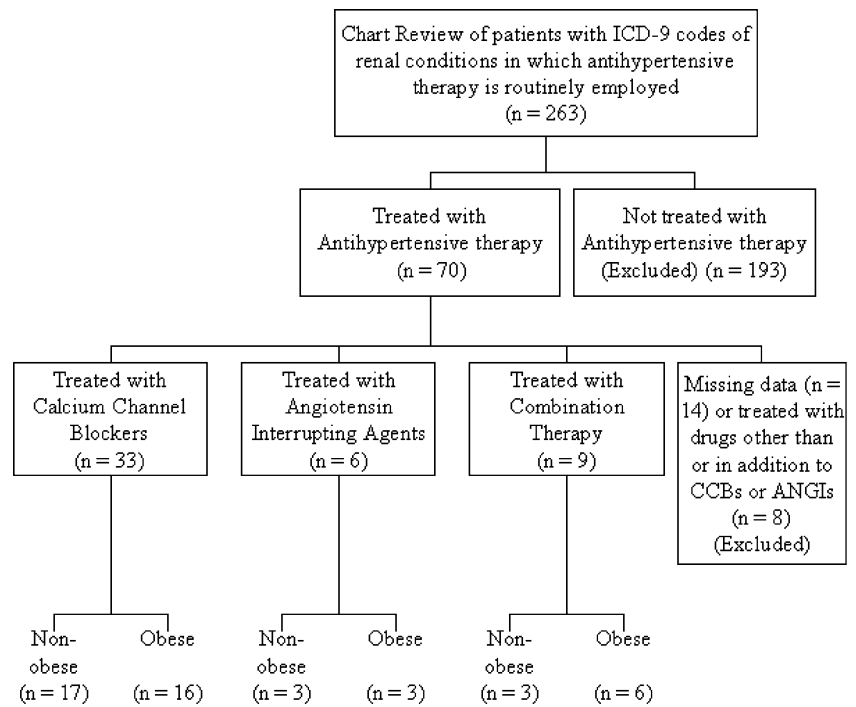 Chart Review of patients with ICD-9 codes of
renal conditions in which antihypertensive
therapy is routinely employed
(n = 263)
Treated with
Antihypertensive therapy
(n = 70)
Not treated with
Antihypertensive therapy
(Excluded) (n = 193)
Treated with
Calcium Channel
Blockers
(n = 33)
Treated with
Angiotensin
Interrupting Agents
(n = 6)
Treated with
Combination
Therapy
(n = 9)
Missing data (n =
14) or treated with
drugs other than
or in addition to
CCBs or ANGIs
(n = 8)
(Excluded)
Non-
obese
(n = 17)
Obese
(n = 16)
Non-
obese
(n = 3)
Obese
(n = 3)
Non-
obese
(n = 3)
Obese
(n = 6)